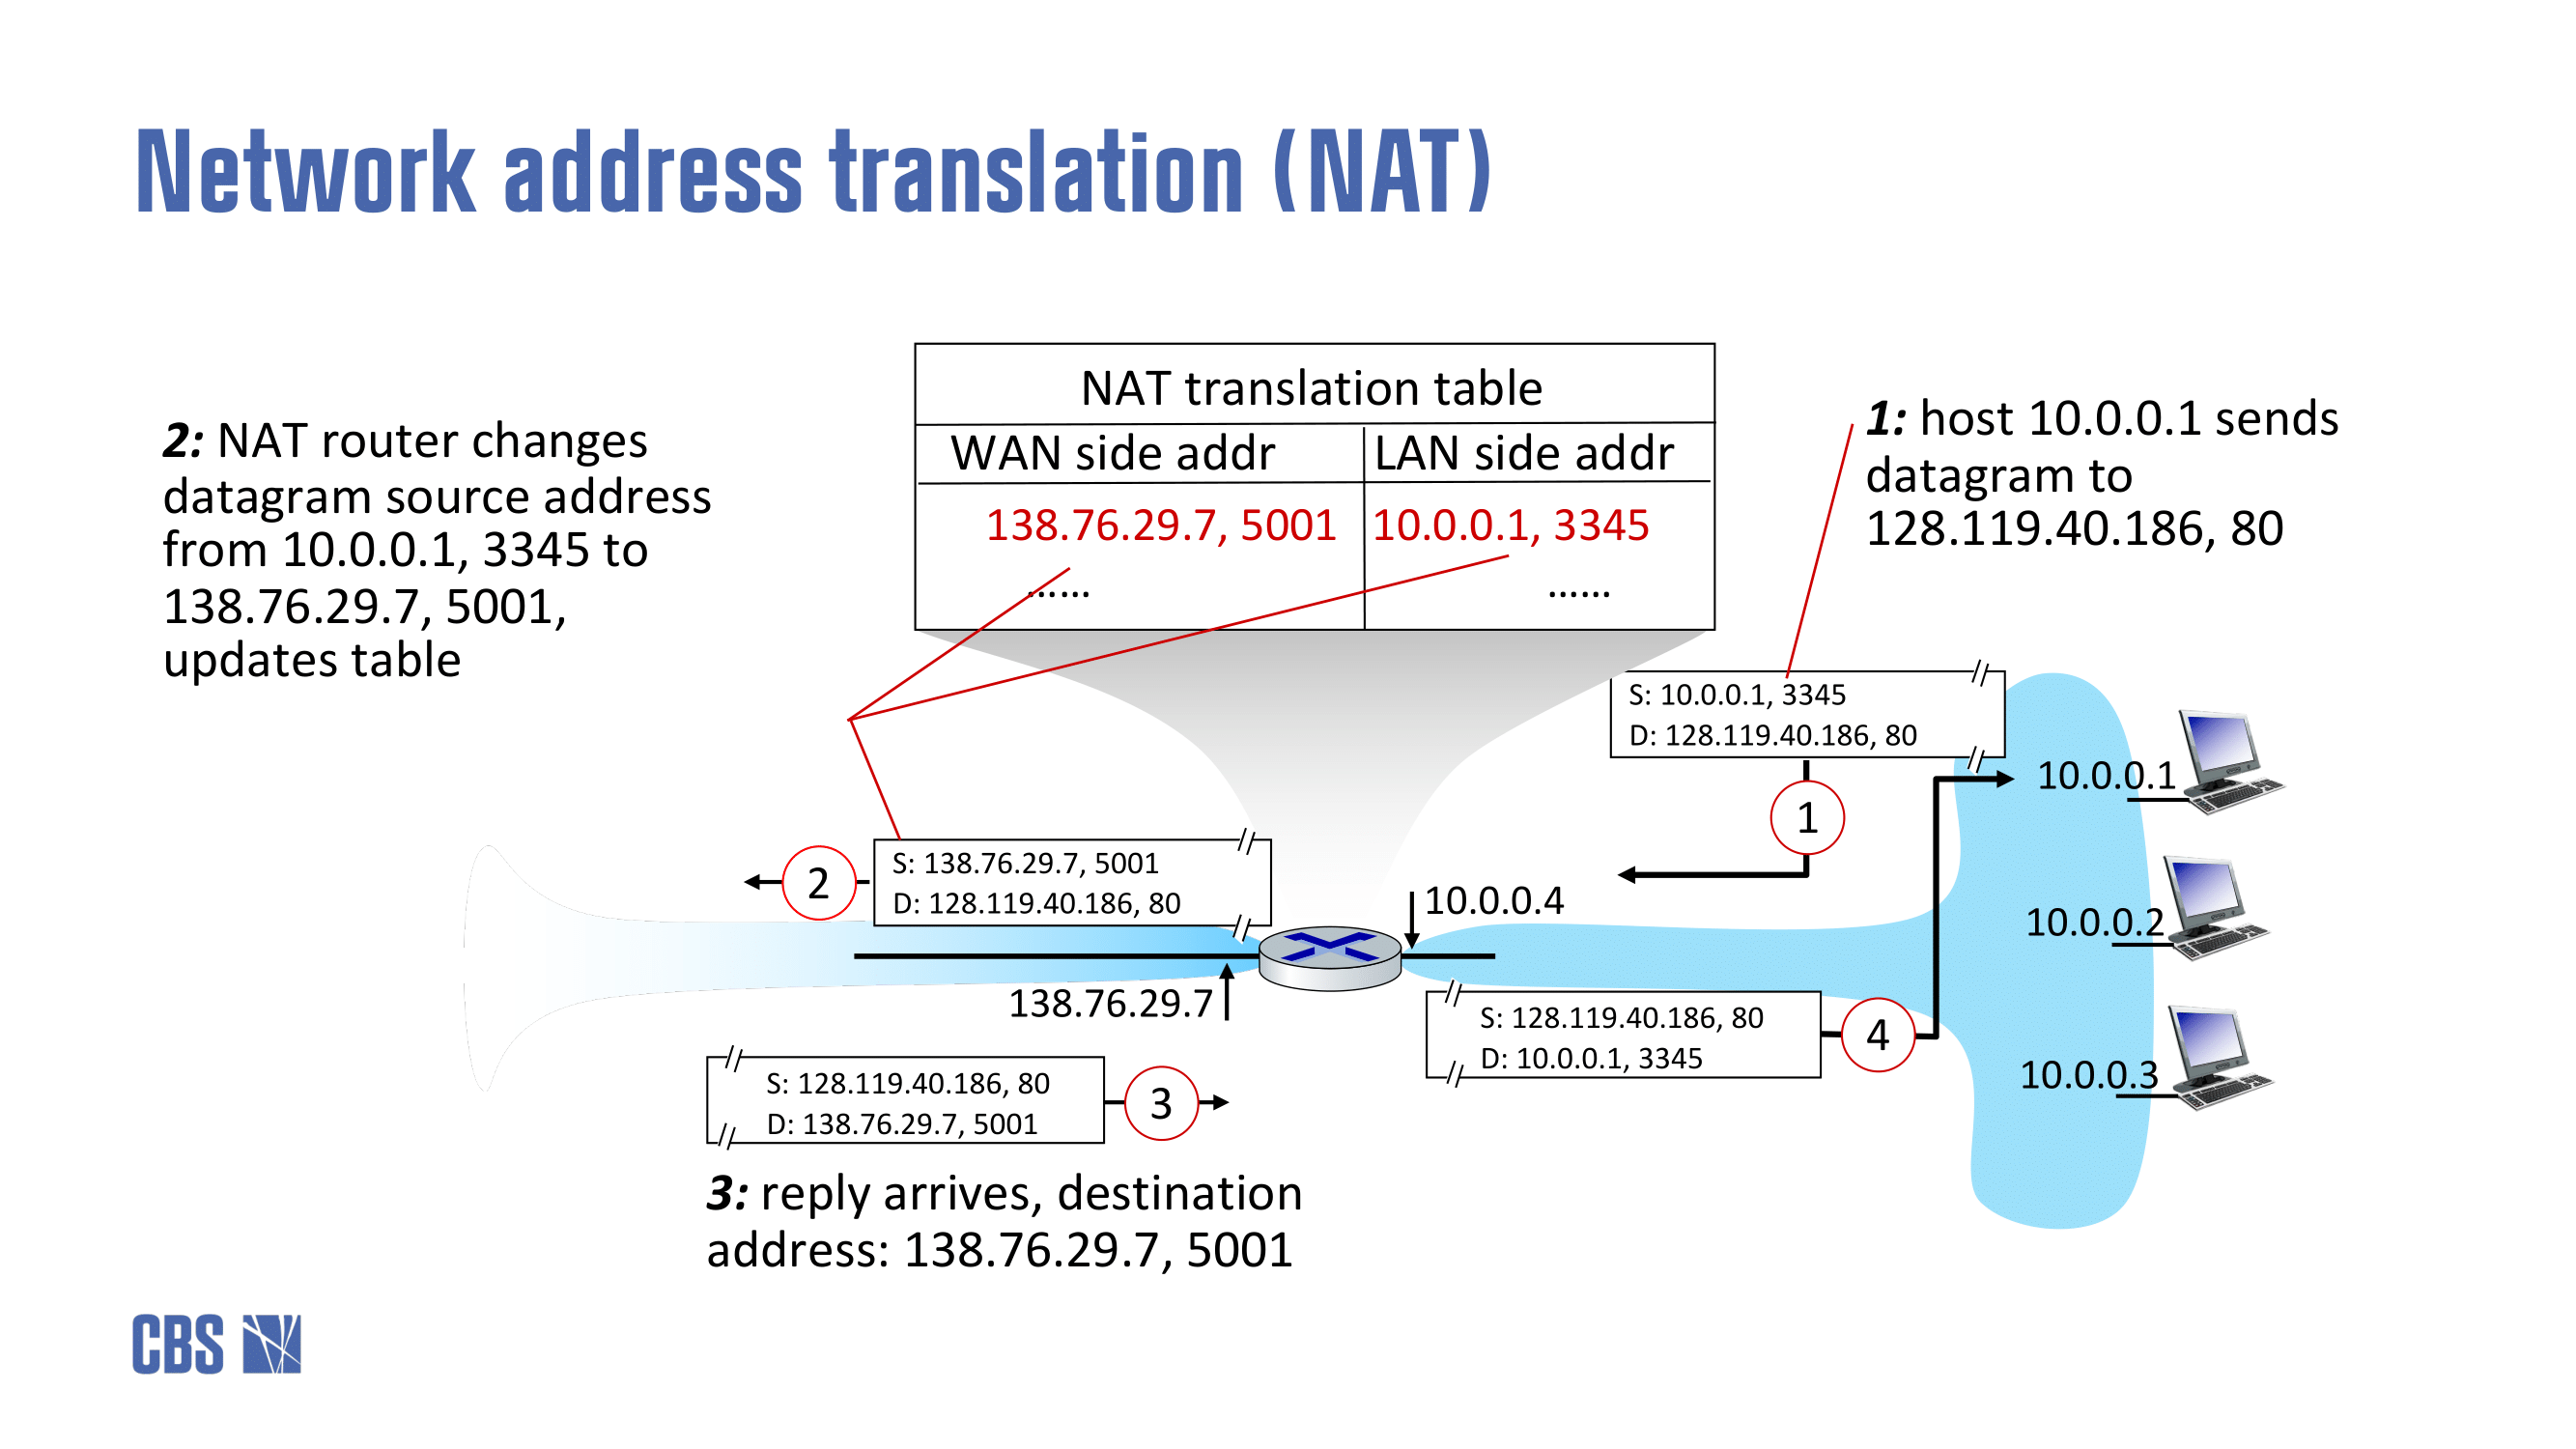 Network address translation (NAT)
NAT translation table
WAN side addr LAN side addr
138.76.29.7, 5001 10.0.0.1, 3345
...... ......
1: host 10.0.0.1 sends
datagram to
128.119.40.186, 80
2: NAT router changes
datagram source address
from 10.0.0.1, 3345 to
138.76.29.7, 5001,
updates table
S: 10.0.0.1, 3345
D: 128.119.40.186, 80
1
10.0.0.1
10.0.0.2
10.0.0.3
2
S: 138.76.29.7, 5001
D: 128.119.40.186, 80
10.0.0.4
138.76.29.7
S: 128.119.40.186, 80
D: 10.0.0.1, 3345
4
S: 128.119.40.186, 80
D: 138.76.29.7, 5001
3
3: reply arrives, destination
address: 138.76.29.7, 5001
CBS